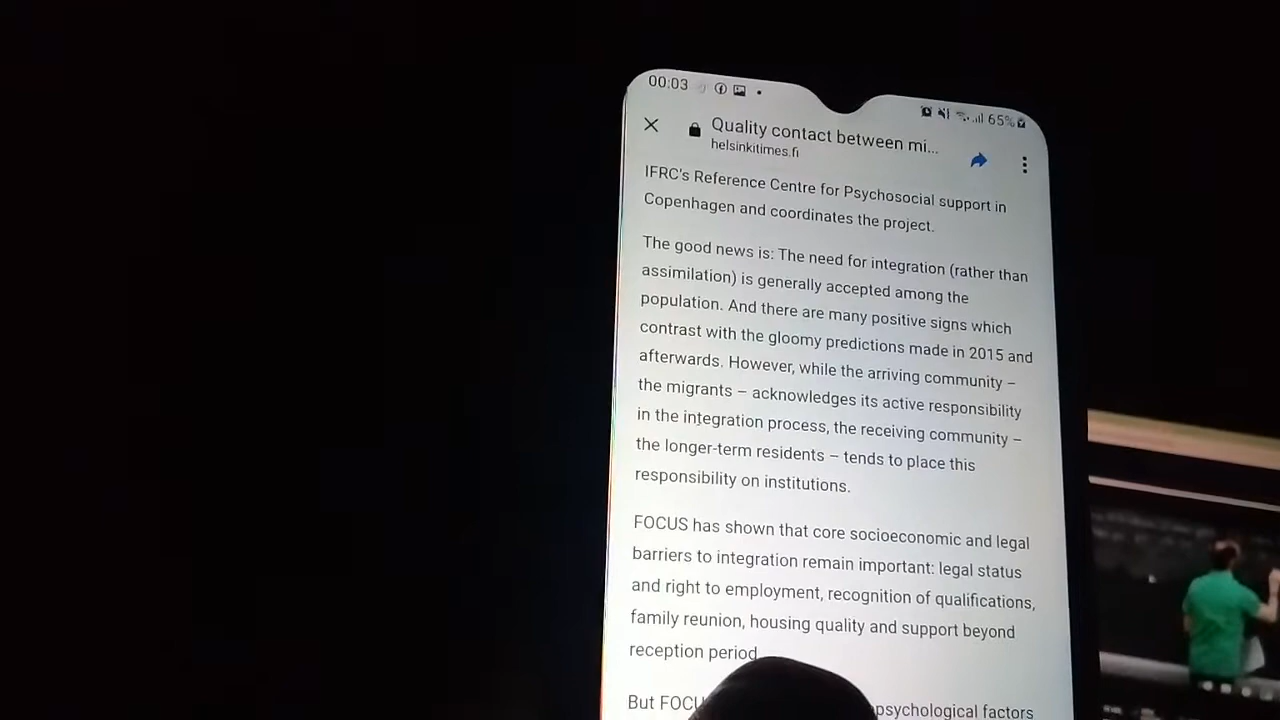 00:03
65%
Quality contact between mi...
helsinkitimes.fi
IFRC's Reference Centre for Psychosocial support in
Copenhagen and coordinates the project.
The good news is: The need for integration (rather than
assimilation) is generally accepted among the
population. And there are many positive signs which
contrast with the gloomy predictions made in 2015 and
afterwards. However, while the arriving community –
the migrants – acknowledges its active responsibility
in the integration process, the receiving community –
the longer-term residents – tends to place this
responsibility on institutions.
FOCUS has shown that core socioeconomic and legal
barriers to integration remain important: legal status
and right to employment, recognition of qualifications,
family reunion, housing quality and support beyond
reception period
But psychological factors